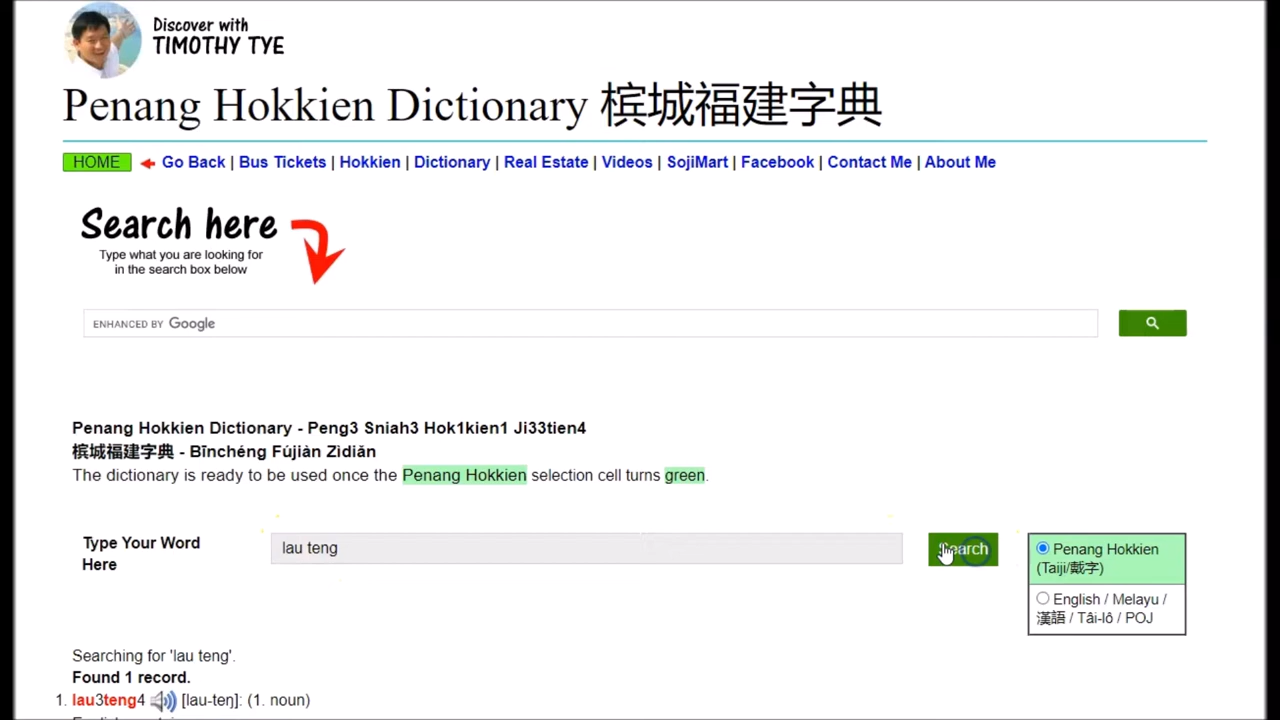 Discover with
TIMOTHY TYE
Penang Hokkien Dictionary 槟城福建字典
HOME Go Back | Bus Tickets | Hokkien | Dictionary | Real Estate | Videos | SojiMart | Facebook | Contact Me | About Me
Search here
Type what you are looking for
in the search box below
ENHANCED BY Google
Penang Hokkien Dictionary - Peng3 Sniah3 Hok1kien1 Ji33tien4
槟城福建字典 - Bīnchéng Fújiàn Zìdiǎn
The dictionary is ready to be used once the Penang Hokkien selection cell turns green.
Type Your Word
Here
lau teng
Search
Penang Hokkien
(Taiji/戴字)
English / Melayu /
漢語 / Tâi-lô / POJ
Searching for 'lau teng'.
Found 1 record.
1. lau3teng4 [lau-teŋ]: (1. noun)